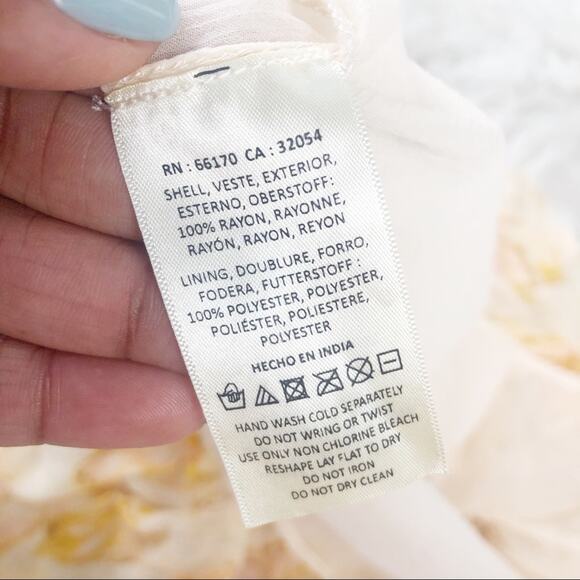 RN : 66170 CA : 32054
SHELL, VESTE, EXTERIOR,
ESTERNO, OBERSTOFF:
100% RAYON, RAYONNE,
RAYÓN, RAYON, REYON
LINING, DOUBLURE, FORRO,
FODERA, FUTTERSTOFF :
100% POLYESTER, POLYESTER,
POLIÉSTER, POLIESTERE,
POLYESTER
HECHO EN INDIA
HAND WASH COLD SEPARATELY
DO NOT WRING OR TWIST
USE ONLY NON CHLORINE BLEACH
RESHAPE LAY FLAT TO DRY
DO NOT IRON
DO NOT DRY CLEAN